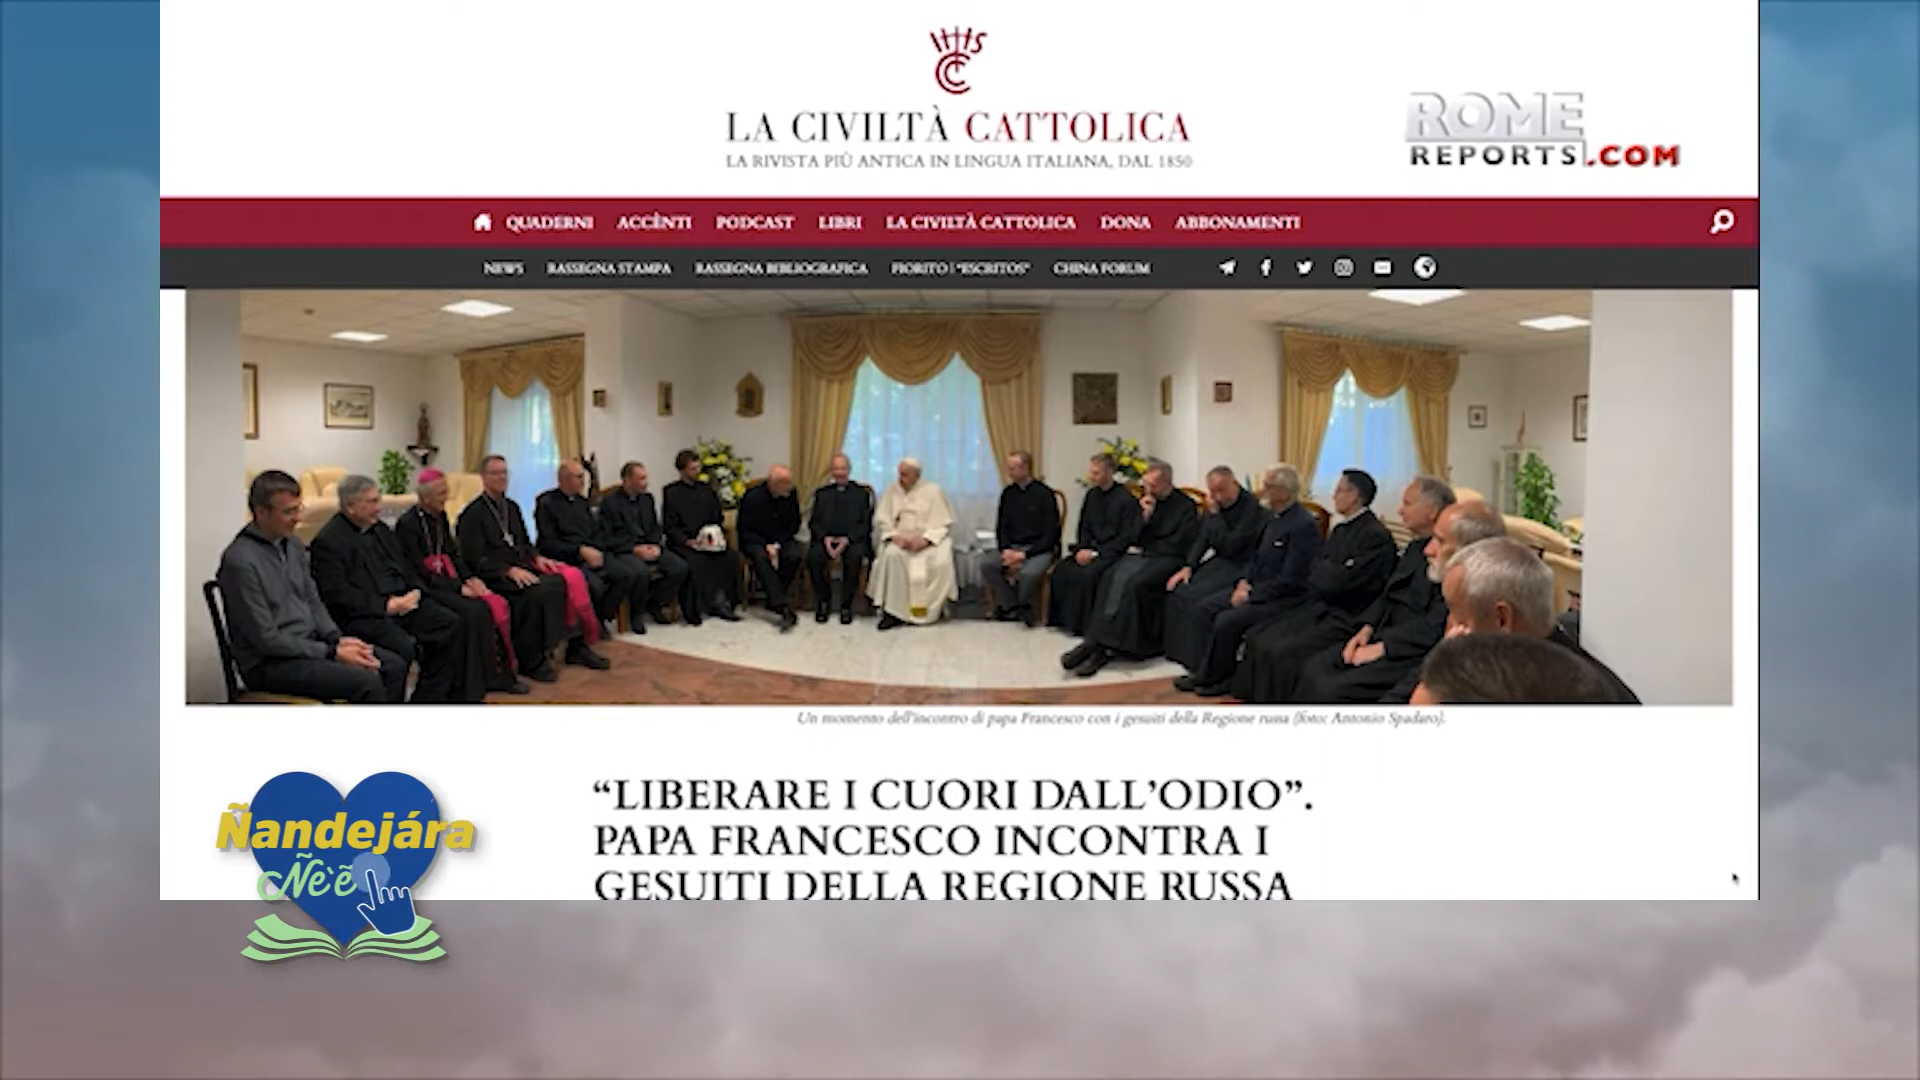 IHS
LA CIVILTÀ CATTOLICA
LA RIVISTA PIÙ ANTICA IN LINGUA ITALIANA, DAL 1850
ROME
REPORTS.COM
QUADERNI ACCÈNTI PODCAST LIBRI LA CIVILTÀ CATTOLICA DONA ABBONAMENTI
NEWS RASSEGNA STAMPA RASSEGNA BIBLIOGRAFICA FIORITO | "ESCRITOS" CHINA FORUM
Un momento dell'incontro di papa Francesco con i gesuiti della Regione russa (foto: Antonio Spadaro).
“LIBERARE I CUORI DALL’ODIO”.
PAPA FRANCESCO INCONTRA I
GESUITI DELLA REGIONE RUSSA
Ñandejára
Ñe'ẽ